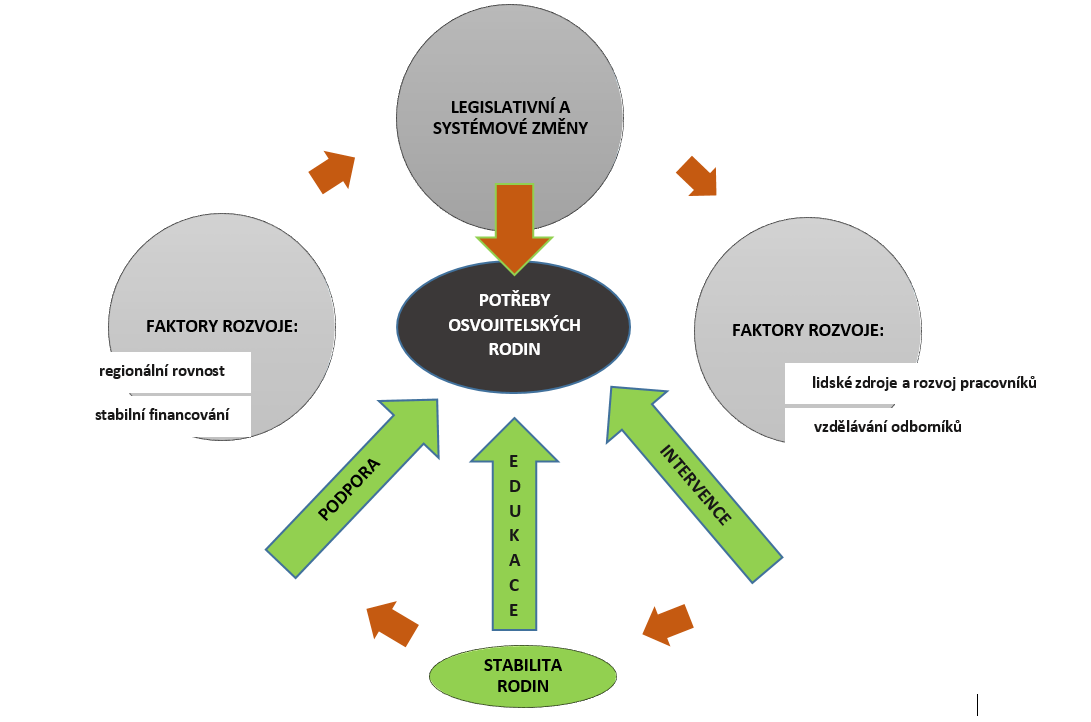 LEGISLATIVNÍ A
SYSTÉMOVÉ ZMĚNY
POTŘEBY
OSVOJITELSKÝCH
RODIN
FAKTORY ROZVOJE:
regionální rovnost
stabilní financování
FAKTORY ROZVOJE:
lidské zdroje a rozvoj pracovníků
vzdělávání odborníků
PODPORA
EDUKACE
INTERVENCE
STABILITA
RODIN